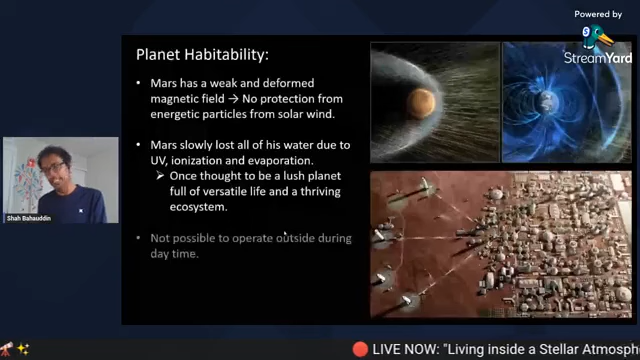 Powered by
StreamYard
Planet Habitability:
• Mars has a weak and deformed
magnetic field → No protection from
energetic particles from solar wind.
• Mars slowly lost all of his water due to
UV, ionization and evaporation.
➢ Once thought to be a lush planet
full of versatile life and a thriving
ecosystem.
• Not possible to operate outside during
day time.
Shah Bahauddin
LIVE NOW: "Living inside a Stellar Atmosph